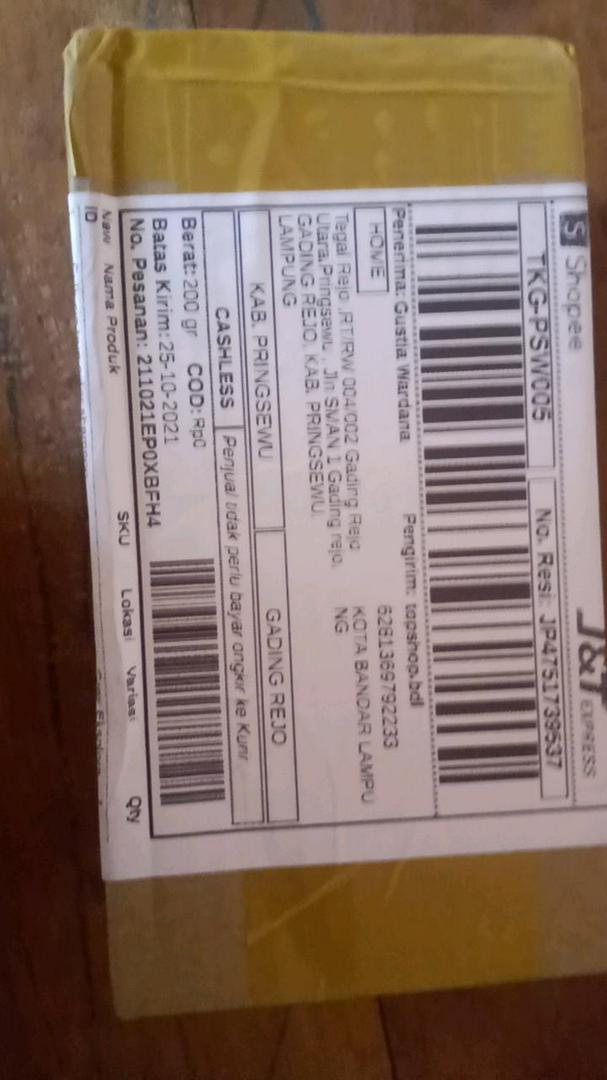 S Shopee
J&T EXPRESS
TKG-PSW005
No. Resi: JP4751739537
Penerima: Gustia Wardana
Pengirim: topshop.bdl
HOME
6281369792233
KOTA BANDAR LAMPU
NG
Tegal Rejo ,RT/RW 004/002 Gading Rejo
Utara,Pringsewu, Jln SMAN 1 Gading rejo,
GADING REJO, KAB. PRINGSEWU,
LAMPUNG
KAB. PRINGSEWU
GADING REJO
CASHLESS
Penjual tidak perlu bayar ongkir ke Kurir
Berat: 200 gr COD: Rp0
Batas Kirim: 25-10-2021
No. Pesanan: 211021EP0XBFH4
Nama Produk SKU Lokasi Variasi Qty
ID